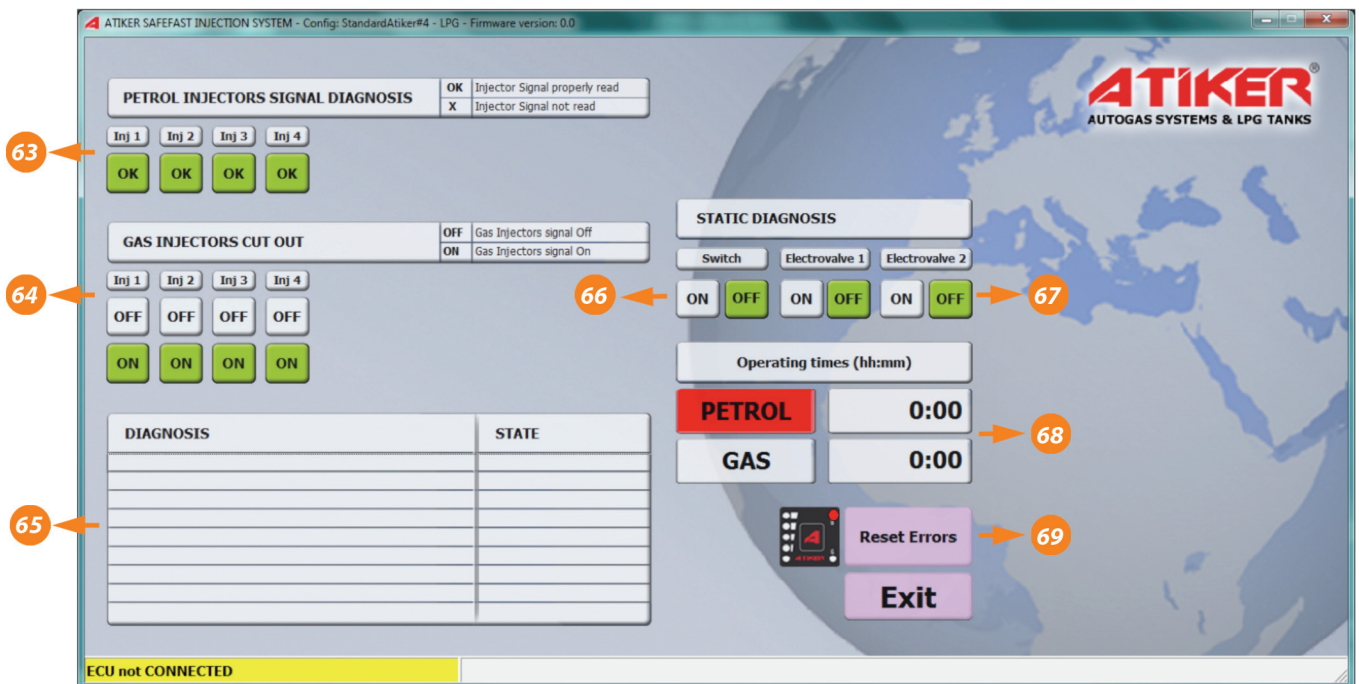 ATIKER SAFEFAST INJECTION SYSTEM - Config: StandardAtiker#4 - LPG - Firmware version: 0.0
ATİKER®
AUTOGAS SYSTEMS & LPG TANKS
PETROL INJECTORS SIGNAL DIAGNOSIS
OK Injector Signal properly read
X Injector Signal not read
Inj 1 Inj 2 Inj 3 Inj 4
63
OK OK OK OK
GAS INJECTORS CUT OUT
OFF Gas Injectors signal Off
ON Gas Injectors signal On
Inj 1 Inj 2 Inj 3 Inj 4
64
OFF OFF OFF OFF
ON ON ON ON
DIAGNOSIS STATE
65
STATIC DIAGNOSIS
Switch Electrovalve 1 Electrovalve 2
66 ON OFF ON OFF ON OFF 67
Operating times (hh:mm)
PETROL 0:00
68
GAS 0:00
ATIKER
Reset Errors 69
Exit
ECU not CONNECTED